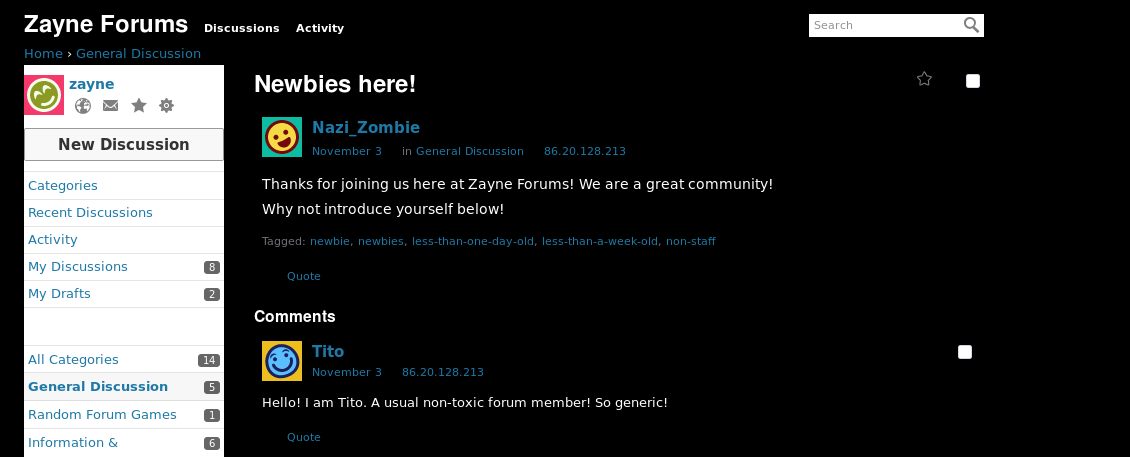 Zayne Forums Discussions Activity Search
Home › General Discussion
zayne
New Discussion
Categories
Recent Discussions
Activity
My Discussions 8
My Drafts 2
All Categories 14
General Discussion 5
Random Forum Games 1
Information & 6
Newbies here!
Nazi_Zombie
November 3 in General Discussion 86.20.128.213
Thanks for joining us here at Zayne Forums! We are a great community!
Why not introduce yourself below!
Tagged: newbie, newbies, less-than-one-day-old, less-than-a-week-old, non-staff
Quote
Comments
Tito
November 3 86.20.128.213
Hello! I am Tito. A usual non-toxic forum member! So generic!
Quote